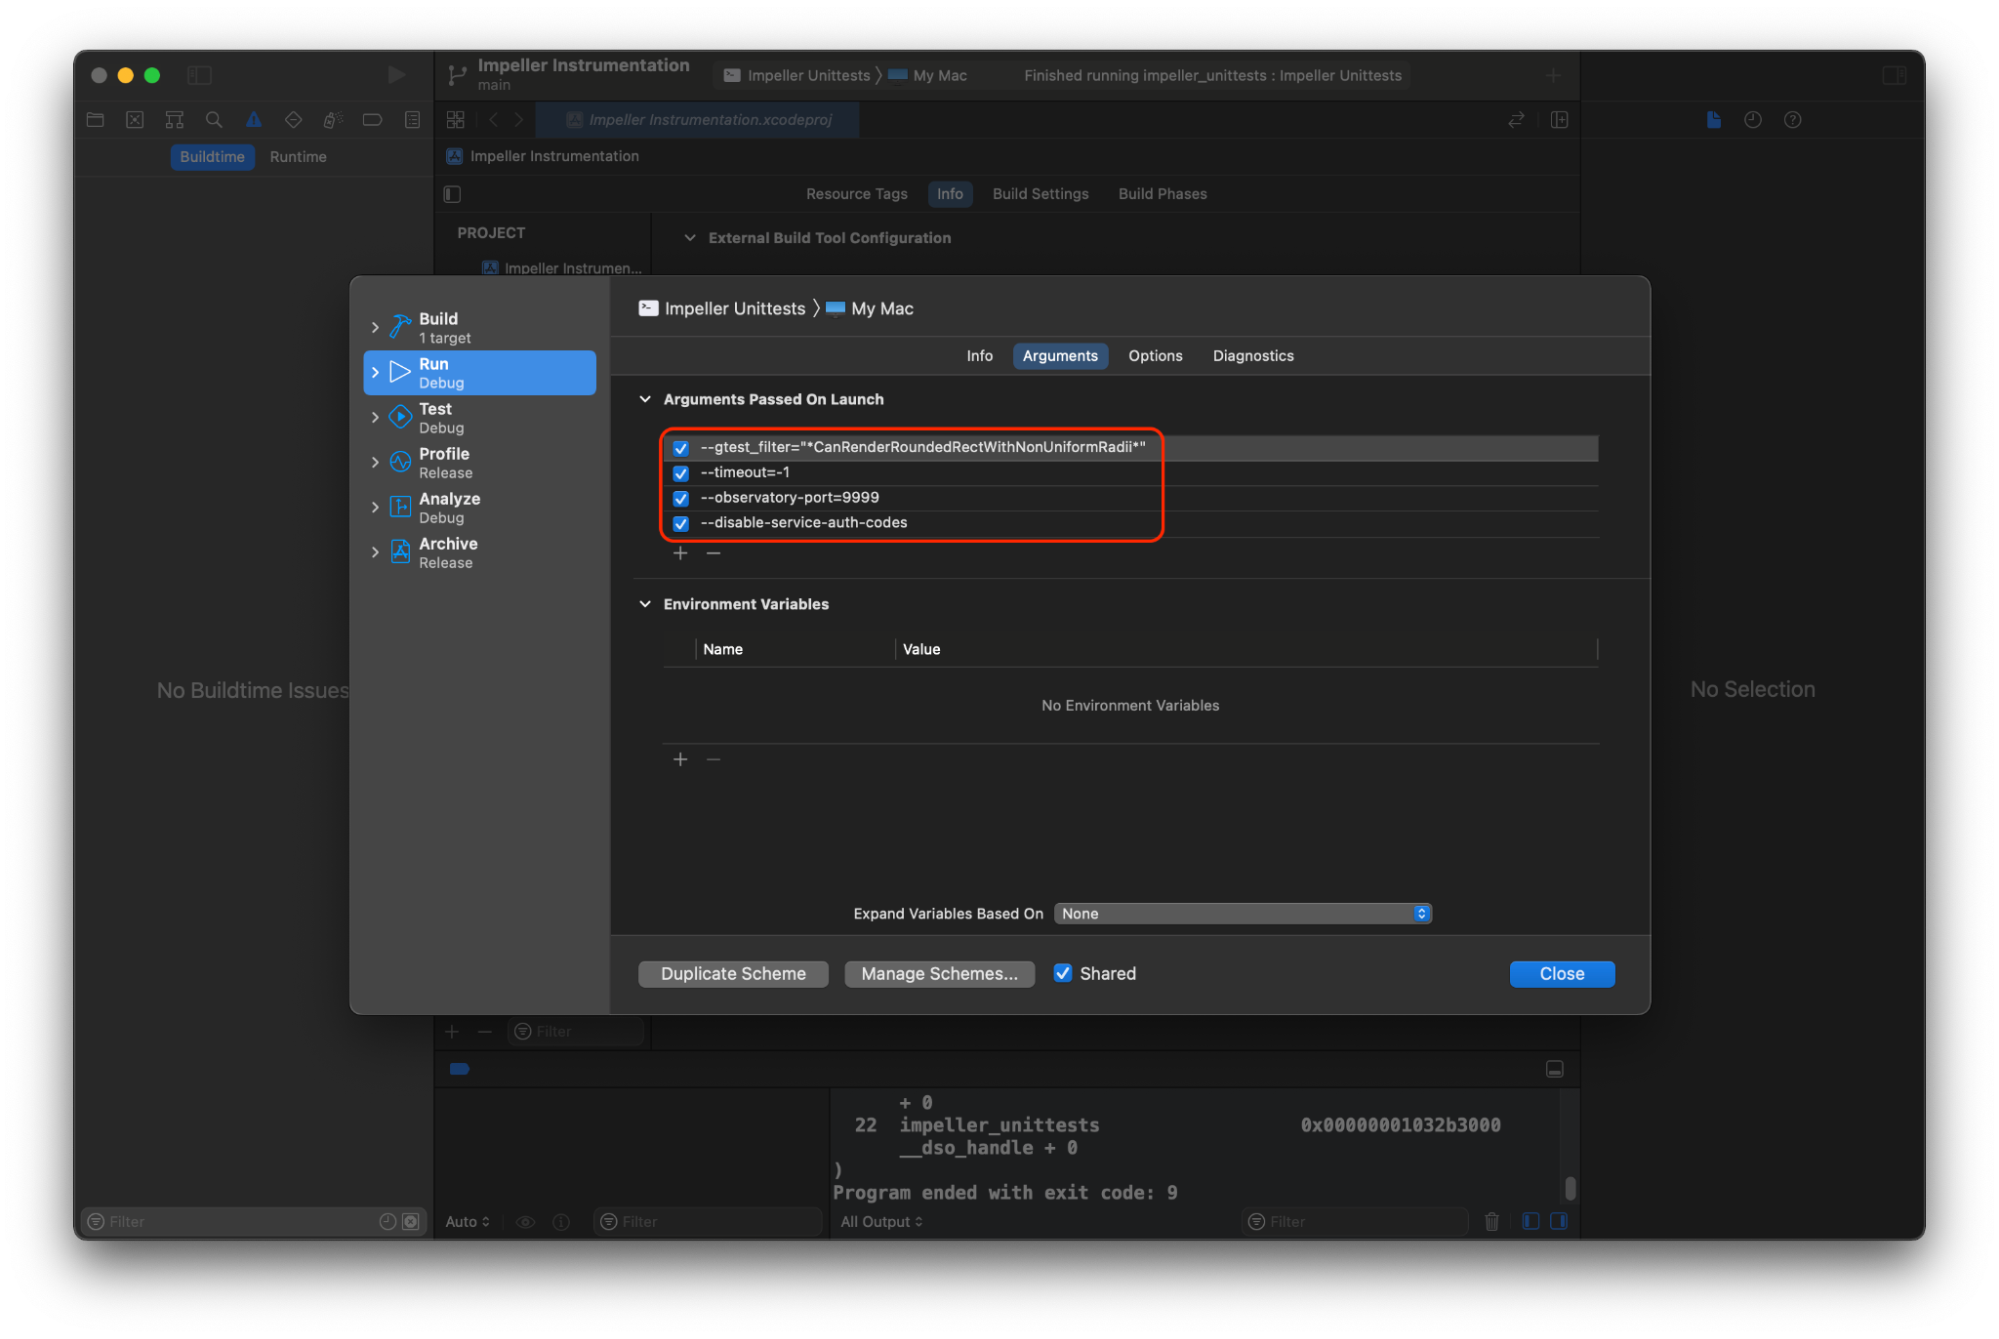 Impeller Instrumentation
main
Impeller Unittests
My Mac
Finished running impeller_unittests : Impeller Unittests
Impeller Instrumentation.xcodeproj
Buildtime
Runtime
Impeller Instrumentation
Resource Tags
Info
Build Settings
Build Phases
PROJECT
External Build Tool Configuration
Impeller Instrumen...
No Buildtime Issues
No Selection
Build
1 target
Run
Debug
Test
Debug
Profile
Release
Analyze
Debug
Archive
Release
Impeller Unittests
My Mac
Info
Arguments
Options
Diagnostics
Arguments Passed On Launch
--gtest_filter="*CanRenderRoundedRectWithNonUniformRadii*"
--timeout=-1
--observatory-port=9999
--disable-service-auth-codes
Environment Variables
Name
Value
No Environment Variables
Expand Variables Based On
None
Duplicate Scheme
Manage Schemes...
Shared
Close
Filter
+ 0
22 impeller_unittests 0x00000001032b3000
__dso_handle + 0
)
Program ended with exit code: 9
Filter
Auto
Filter
All Output
Filter